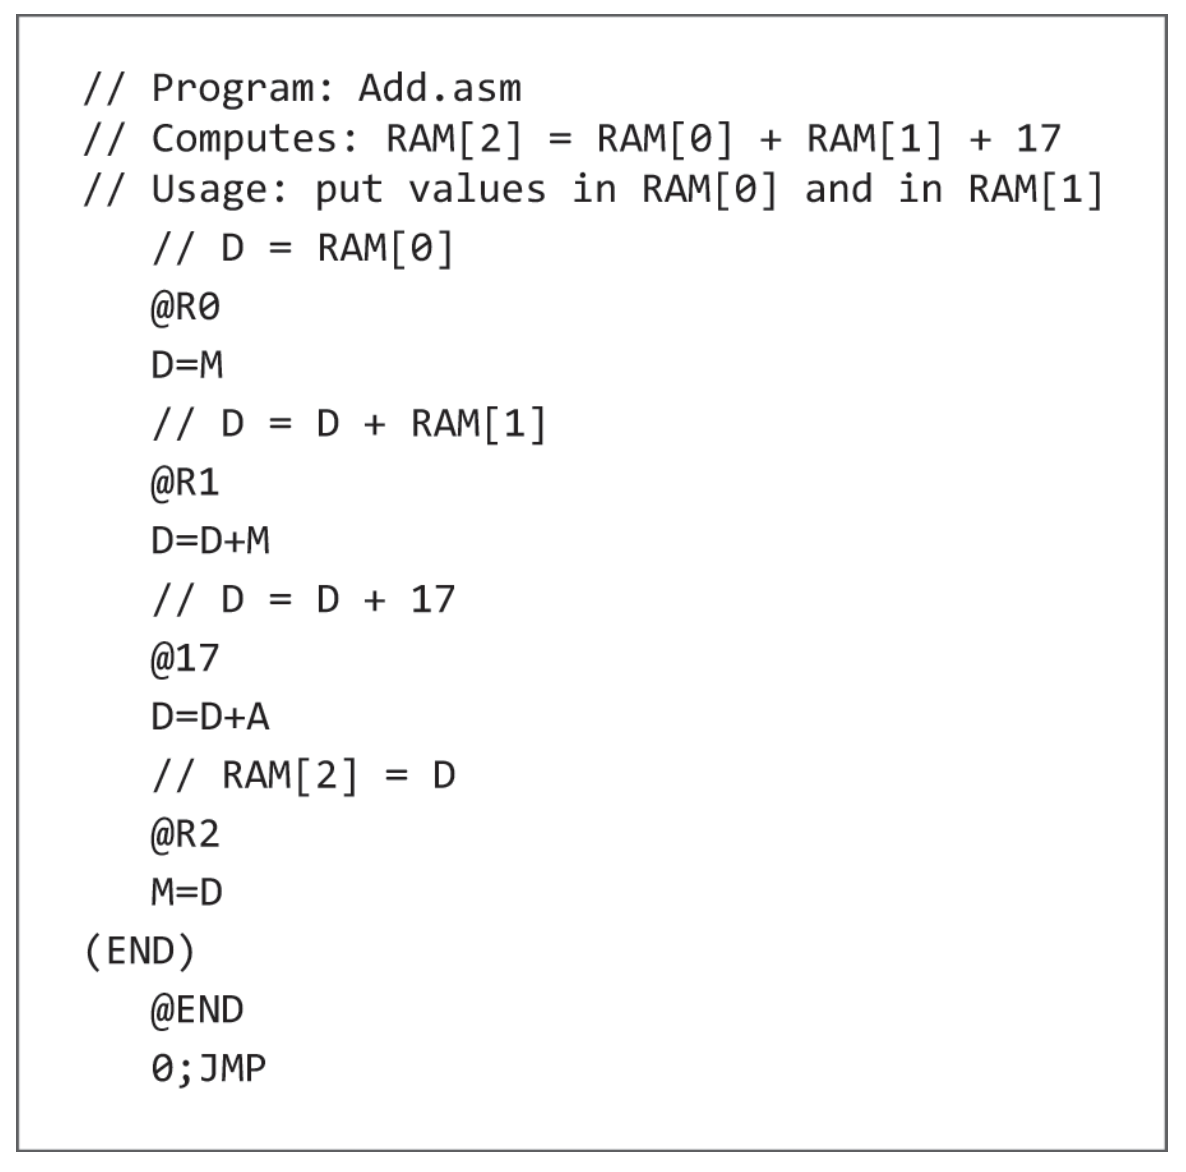 // Program: Add.asm
// Computes: RAM[2] = RAM[0] + RAM[1] + 17
// Usage: put values in RAM[0] and in RAM[1]
// D = RAM[0]
@R0
D=M
// D = D + RAM[1]
@R1
D=D+M
// D = D + 17
@17
D=D+A
// RAM[2] = D
@R2
M=D
(END)
@END
0;JMP